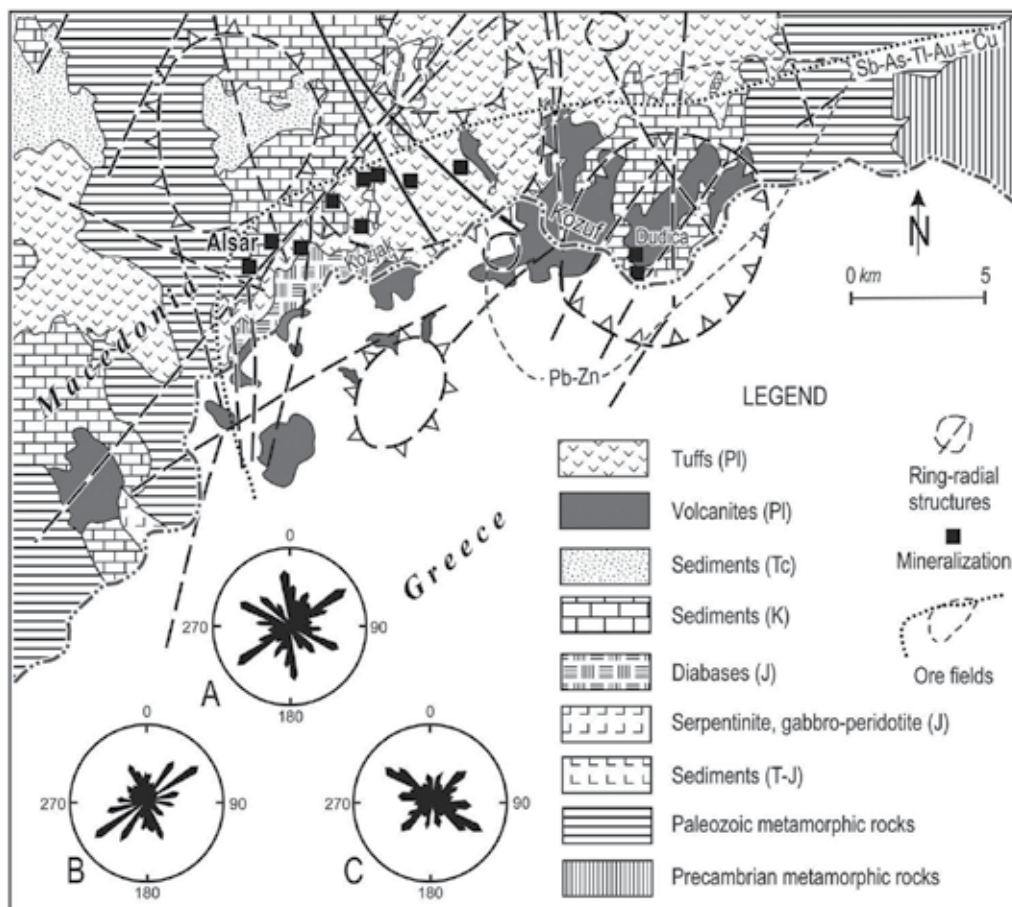 Sb-As-Tl-Au ± Cu
Alsar
Kozjak
Kozuf
Dudica
N
0 km 5
Macedonia
Pb-Zn
Greece
LEGEND
Tuffs (Pl)
Volcanites (Pl)
Sediments (Tc)
Sediments (K)
Diabases (J)
Serpentinite, gabbro-peridotite (J)
Sediments (T-J)
Paleozoic metamorphic rocks
Precambrian metamorphic rocks
Ring-radial
structures
Mineralization
Ore fields
0
270
90
180
A
0
270
90
180
B
0
270
90
180
C